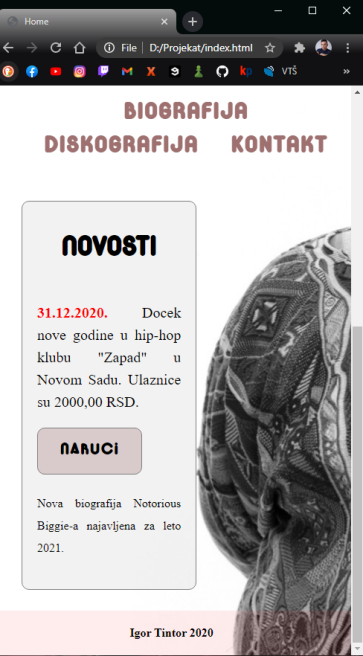 Home
File | D:/Projekat/index.html
VTŠ
BIOGRAFIJA
DISKOGRAFIJA KONTAKT
NOVOSTI
31.12.2020. Docek
nove godine u hip-hop
klubu "Zapad" u
Novom Sadu. Ulaznice
su 2000,00 RSD.
NARUCI
Nova biografija Notorious
Biggie-a najavljena za leto
2021.
Igor Tintor 2020